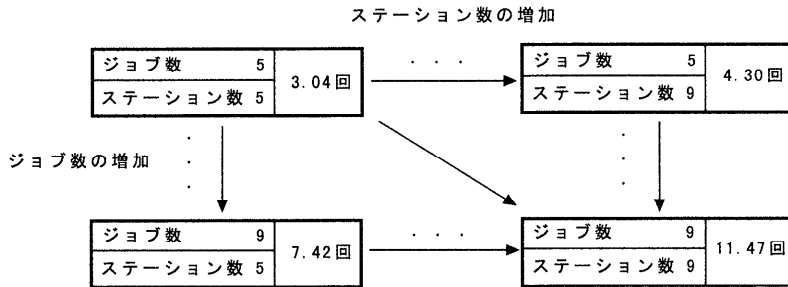 ステーション数の増加
ジョブ数 5
ステーション数 5
3.04回
ジョブ数 5
ステーション数 9
4.30回
ジョブ数の増加
ジョブ数 9
ステーション数 5
7.42回
ジョブ数 9
ステーション数 9
11.47回